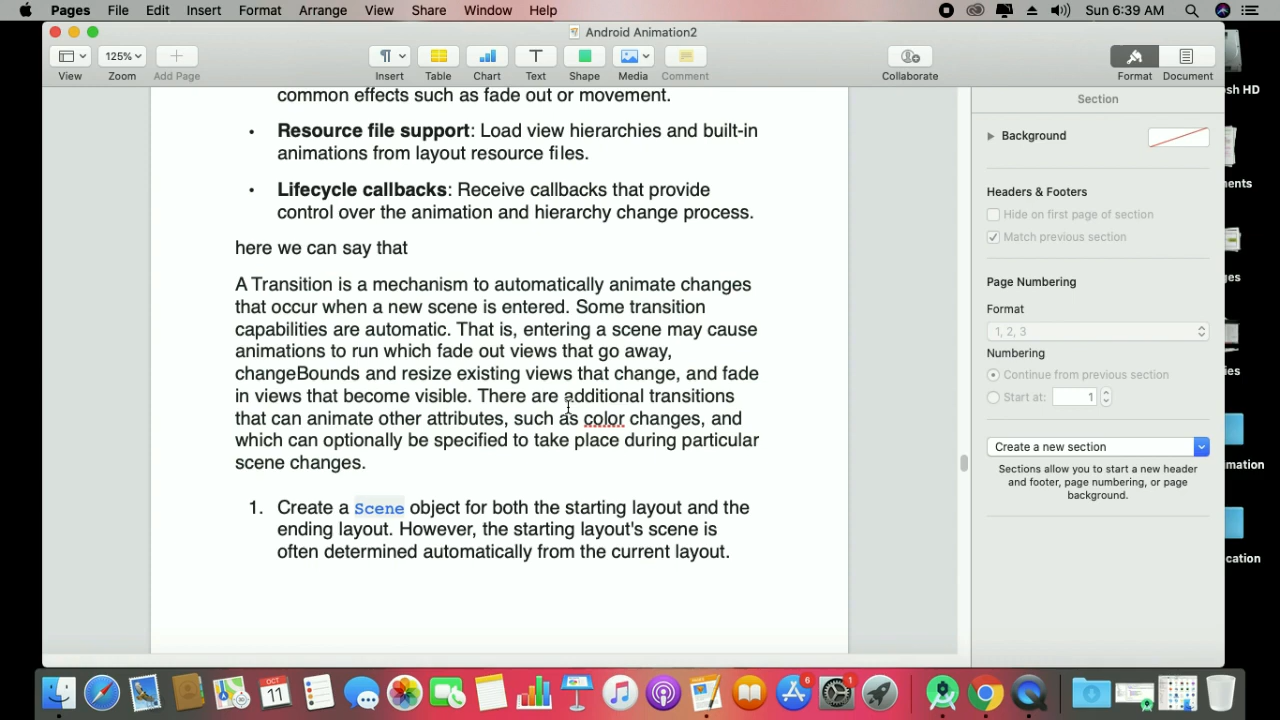 Pages File Edit Insert Format Arrange View Share Window Help Sun 6:39 AM
Android Animation2
125%
View Zoom Add Page Insert Table Chart Text Shape Media Comment Collaborate Format Document
common effects such as fade out or movement.
• Resource file support: Load view hierarchies and built-in
animations from layout resource files.
• Lifecycle callbacks: Receive callbacks that provide
control over the animation and hierarchy change process.
here we can say that
A Transition is a mechanism to automatically animate changes
that occur when a new scene is entered. Some transition
capabilities are automatic. That is, entering a scene may cause
animations to run which fade out views that go away,
changeBounds and resize existing views that change, and fade
in views that become visible. There are additional transitions
that can animate other attributes, such as color changes, and
which can optionally be specified to take place during particular
scene changes.
1. Create a Scene object for both the starting layout and the
ending layout. However, the starting layout's scene is
often determined automatically from the current layout.
Section
Background
Headers & Footers
Hide on first page of section
Match previous section
Page Numbering
Format
1, 2, 3
Numbering
Continue from previous section
Start at: 1
Create a new section
Sections allow you to start a new header
and footer, page numbering, or page
background.
sh HD
ents
es
ies
mation
cation
OCT
11
6
1